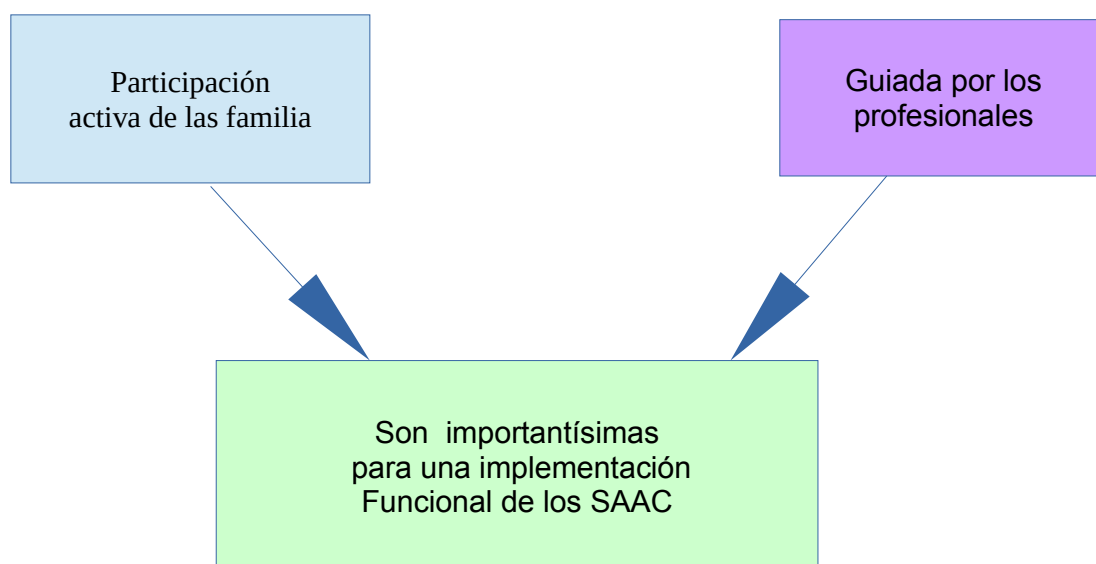 Participación
activa de las familia
Guiada por los
profesionales
Son importantísimas
para una implementación
Funcional de los SAAC